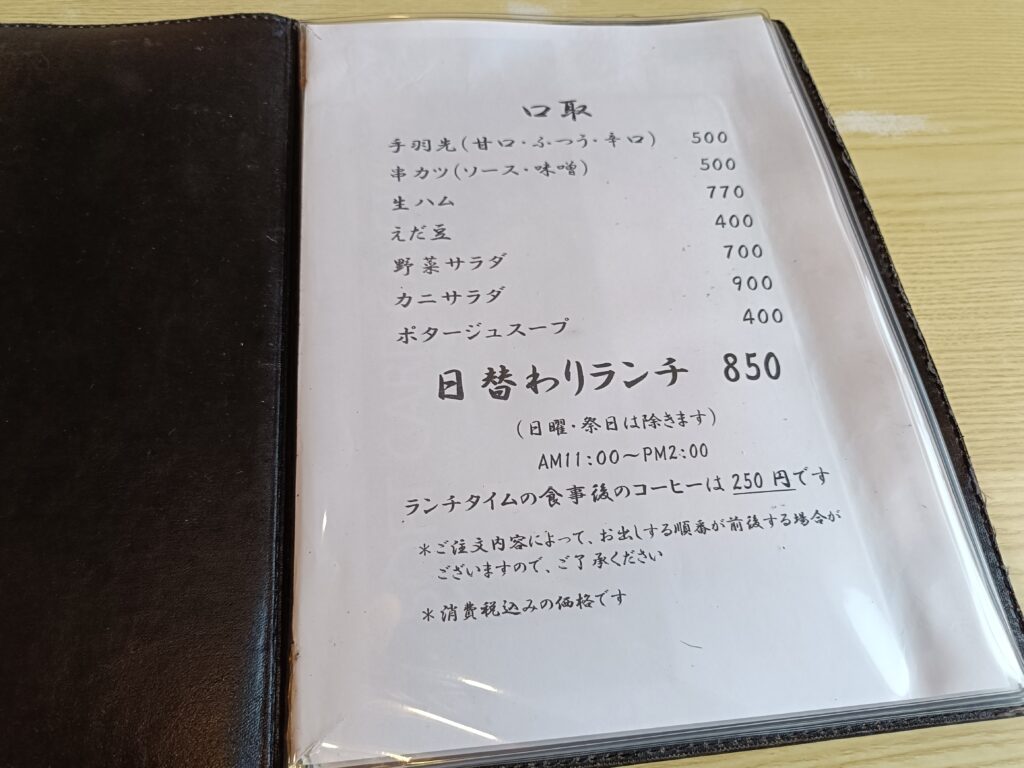 口取
手羽先(甘口・ふつう・辛口) 500
串カツ(ソース・味噌) 500
生ハム 770
えだ豆 400
野菜サラダ 700
カニサラダ 900
ポタージュスープ 400
日替わりランチ 850
(日曜・祭日は除きます)
AM11:00～PM2:00
ランチタイムの食事後のコーヒーは 250 円です
＊ご注文内容によって、お出しする順番が前後する場合が
ございますので、ご了承ください
＊消費税込みの価格です